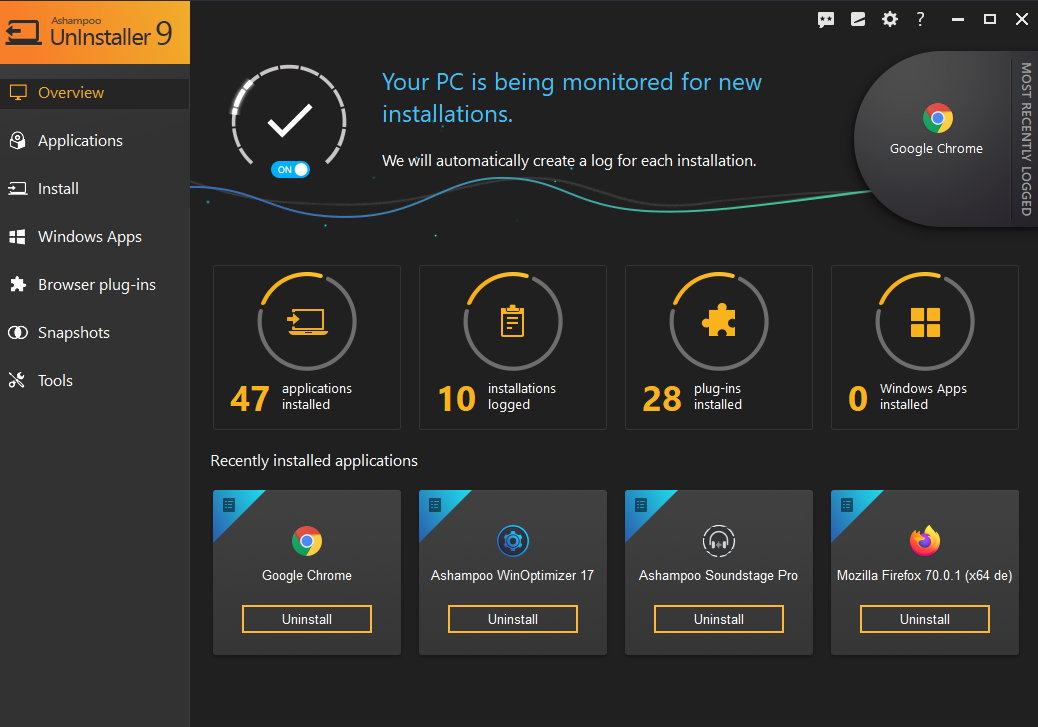 Ashampoo
UnInstaller 9
?
Overview
Applications
Install
Windows Apps
Browser plug-ins
Snapshots
Tools
Your PC is being monitored for new
installations.
We will automatically create a log for each installation.
ON
Google Chrome
MOST RECENTLY LOGGED
47 applications
installed
10 installations
logged
28 plug-ins
installed
0 Windows Apps
installed
Recently installed applications
Google Chrome
Uninstall
Ashampoo WinOptimizer 17
Uninstall
Ashampoo Soundstage Pro
Uninstall
Mozilla Firefox 70.0.1 (x64 de)
Uninstall